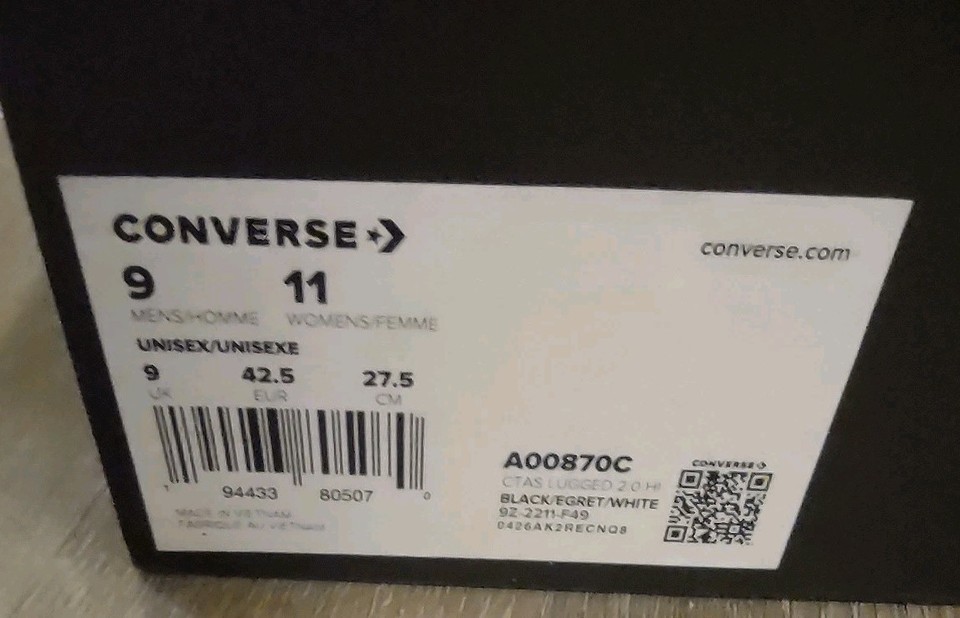 CONVERSE
converse.com
9 11
MENS/HOMME WOMENS/FEMME
UNISEX/UNISEXE
9 42.5 27.5
UK EUR CM
1 94433 80507 0
MADE IN VIETNAM
FABRIQUÉ AU VIETNAM
A00870C
CTAS LUGGED 2.0 HI
BLACK/EGRET/WHITE
9Z-2211-F49
0426AK2RECNQ8
CONVERSE